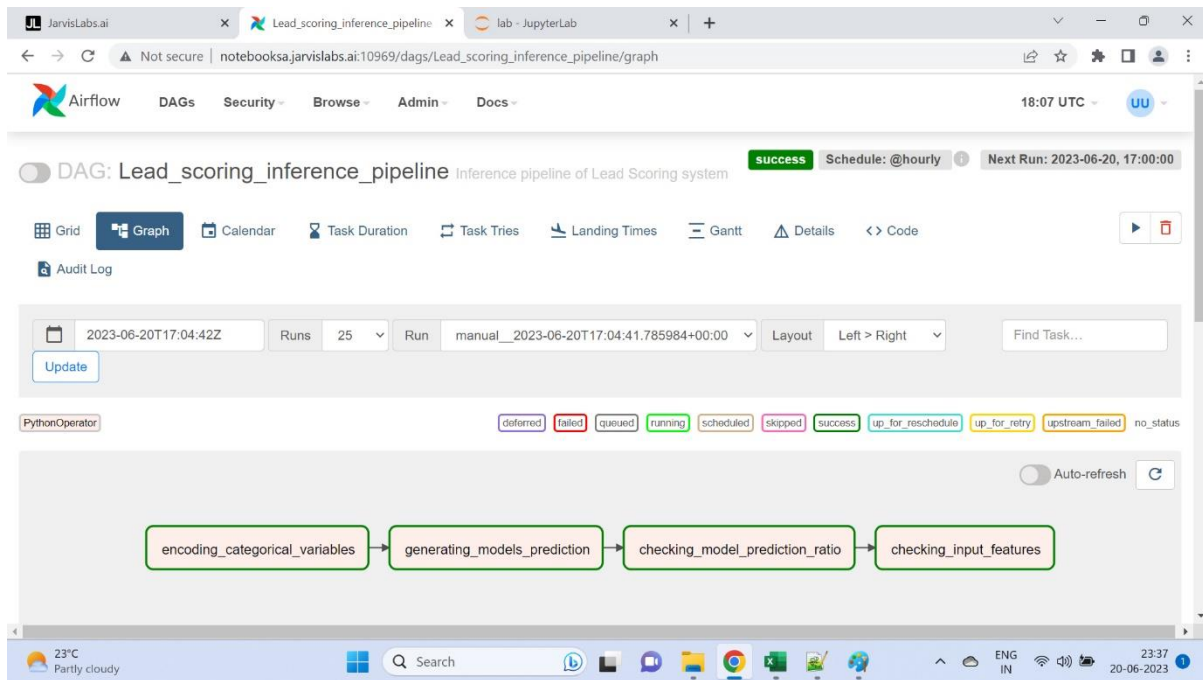 JL JarvisLabs.ai Lead_scoring_inference_pipeline lab - JupyterLab
Not secure notebooksa.jarvislabs.ai:10969/dags/Lead_scoring_inference_pipeline/graph
Airflow DAGs Security Browse Admin Docs 18:07 UTC UU
DAG: Lead_scoring_inference_pipeline Inference pipeline of Lead Scoring system success Schedule: @hourly i Next Run: 2023-06-20, 17:00:00
Grid Graph Calendar Task Duration Task Tries Landing Times Gantt Details <> Code
Audit Log
2023-06-20T17:04:42Z Runs 25 Run manual__2023-06-20T17:04:41.785984+00:00 Layout Left > Right Find Task...
Update
PythonOperator deferred failed queued running scheduled skipped success up_for_reschedule up_for_retry upstream_failed no_status
Auto-refresh
encoding_categorical_variables generating_models_prediction checking_model_prediction_ratio checking_input_features
23°C
Partly cloudy
Search
ENG
IN
23:37
20-06-2023
1